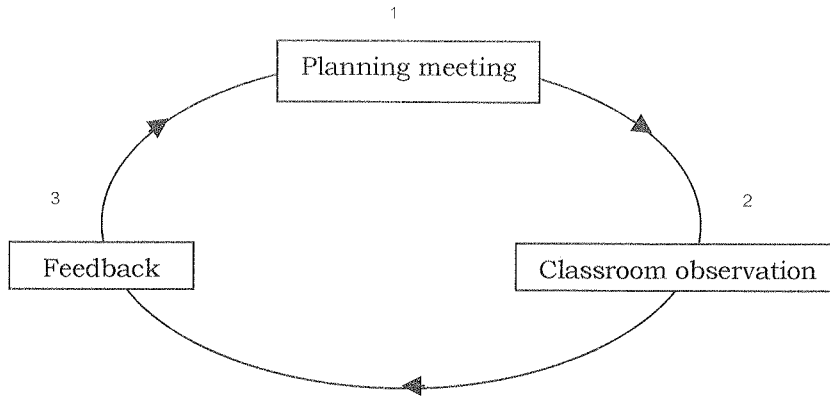 1
Planning meeting
3
2
Feedback
Classroom observation